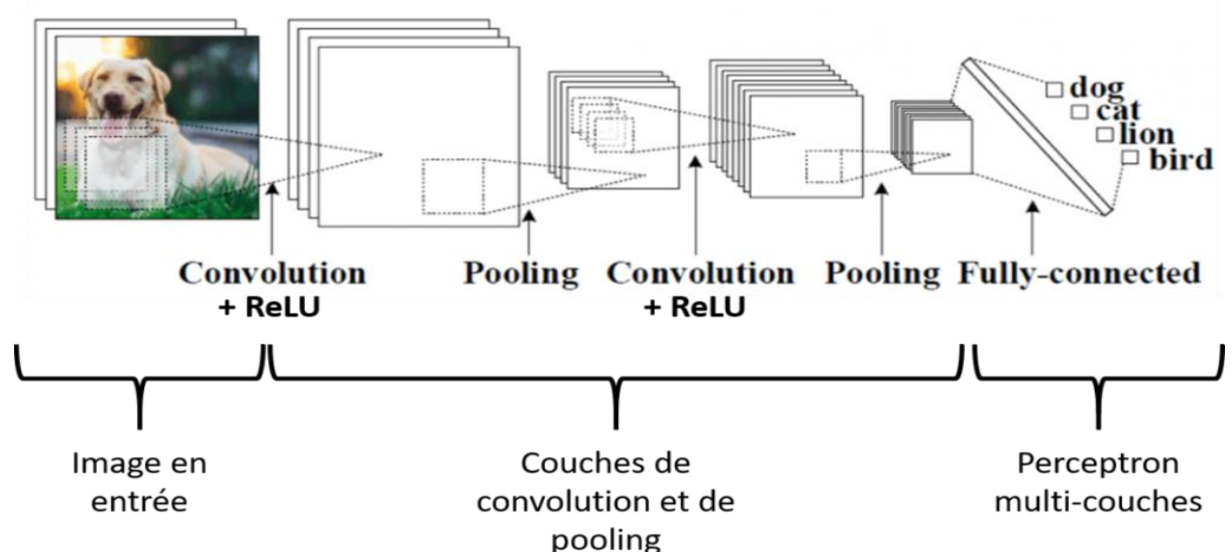 dog
cat
lion
bird
Convolution
+ ReLU
Pooling
Convolution
+ ReLU
Pooling
Fully-connected
Image en
entrée
Couches de
convolution et de
pooling
Perceptron
multi-couches